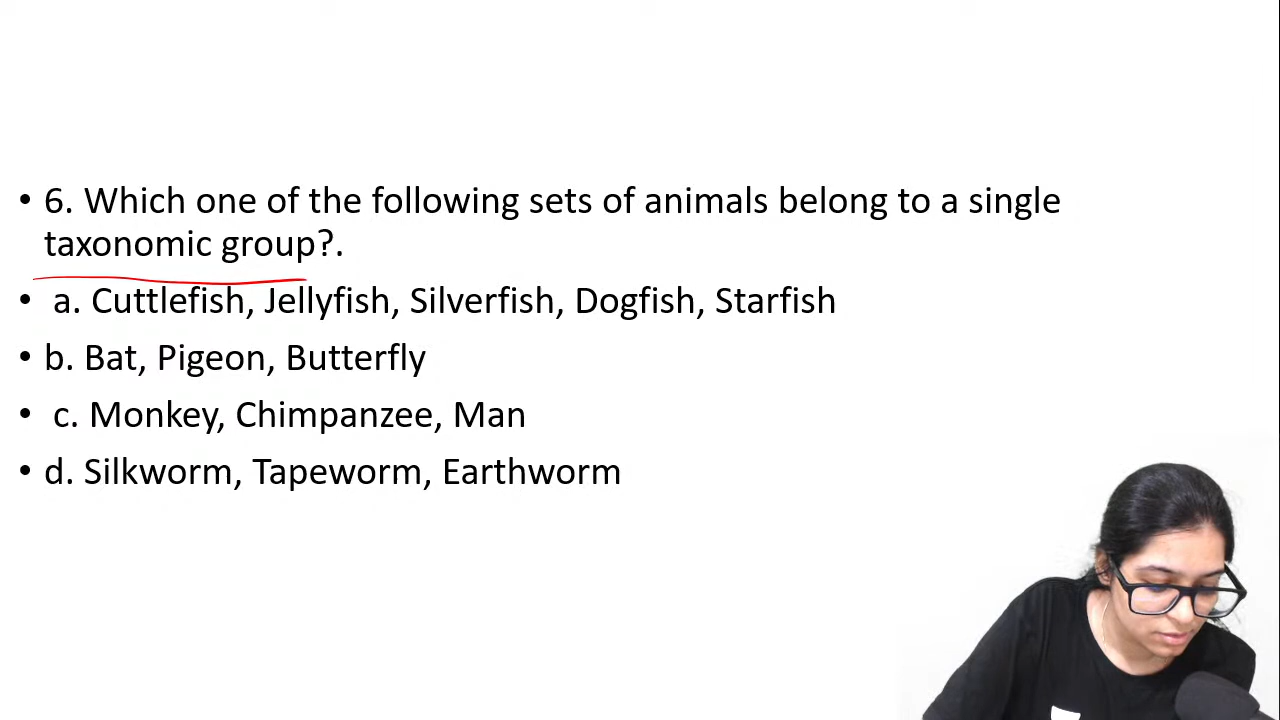 • 6. Which one of the following sets of animals belong to a single
taxonomic group?.
• a. Cuttlefish, Jellyfish, Silverfish, Dogfish, Starfish
• b. Bat, Pigeon, Butterfly
• c. Monkey, Chimpanzee, Man
• d. Silkworm, Tapeworm, Earthworm